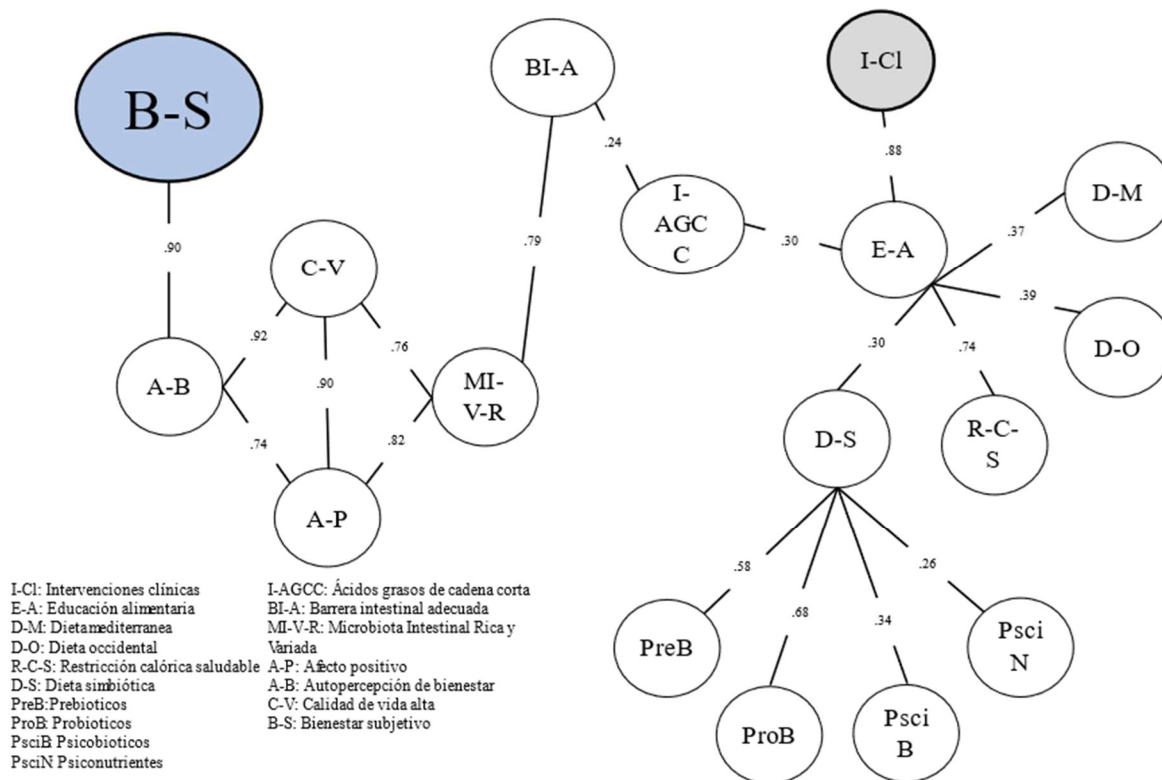 B-S
BI-A
I-Cl
.90
.24
.88
I-
AGC
C
D-M
.79
.30
.37
E-A
C-V
.39
D-O
.92
.76
.90
.30
.74
A-B
MI-
V-R
.74
.82
D-S
R-C-
S
A-P
.58
.68
.34
.26
PreB
ProB
Psci
B
Psci
N
I-Cl: Intervenciones clínicas
E-A: Educación alimentaria
D-M: Dieta mediterranea
D-O: Dieta occidental
R-C-S: Restricción calórica saludable
D-S: Dieta simbiótica
PreB:Prebioticos
ProB: Probioticos
PsciB: Psicobioticos
PsciN Psiconutrientes
I-AGCC: Ácidos grasos de cadena corta
BI-A: Barrera intestinal adecuada
MI-V-R: Microbiota Intestinal Rica y
Variada
A-P: Afecto positivo
A-B: Autopercepción de bienestar
C-V: Calidad de vida alta
B-S: Bienestar subjetivo